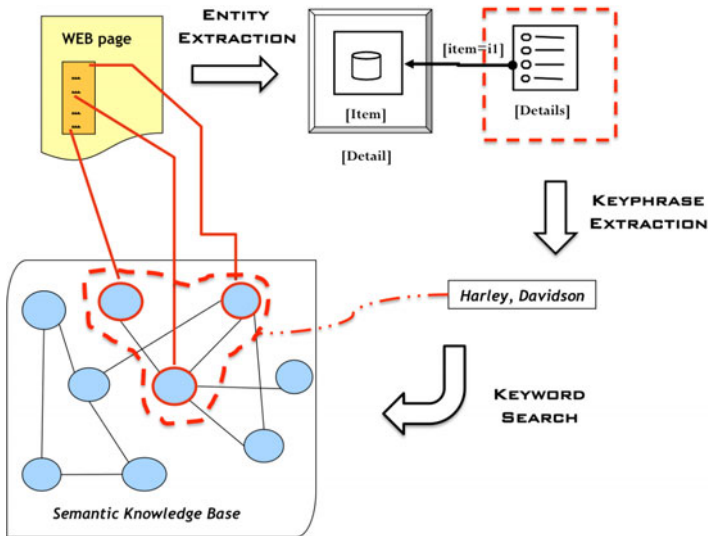 WEB page
ENTITY
EXTRACTION
[item=i1]
[Item]
[Details]
[Detail]
KEYPHRASE
EXTRACTION
Harley, Davidson
KEYWORD
SEARCH
Semantic Knowledge Base